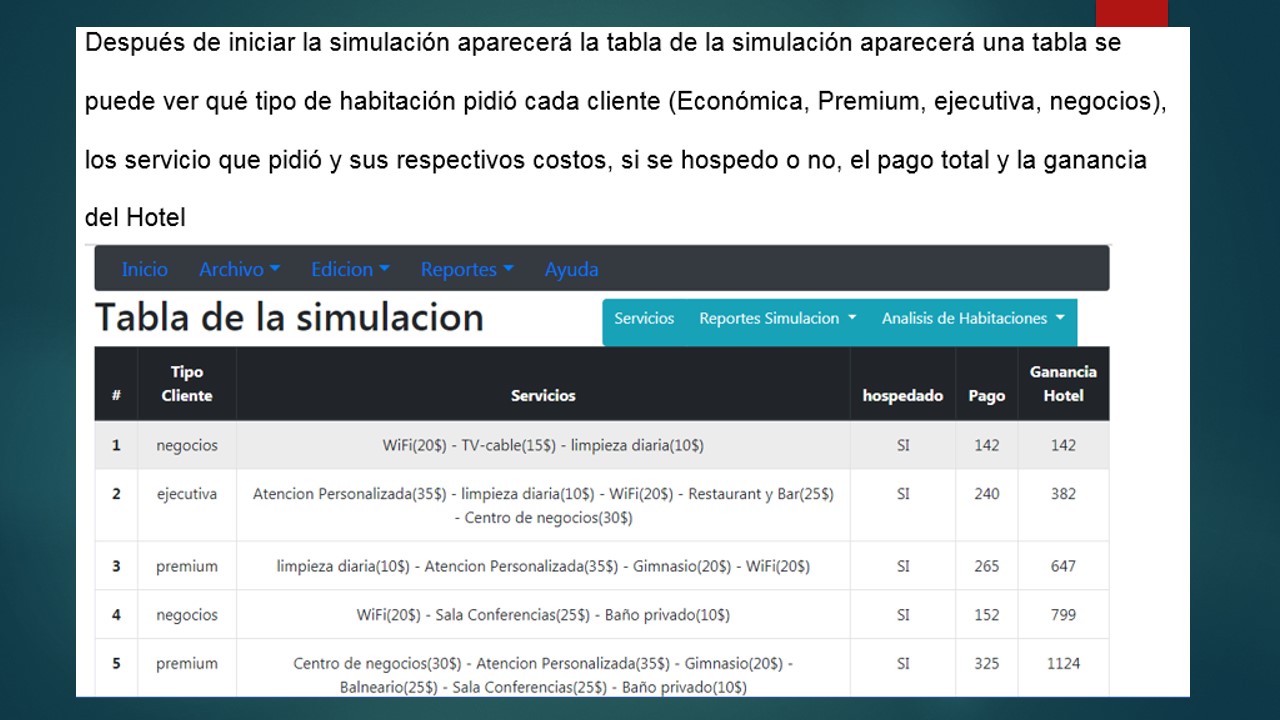 Después de iniciar la simulación aparecerá la tabla de la simulación aparecerá una tabla se
puede ver qué tipo de habitación pidió cada cliente (Económica, Premium, ejecutiva, negocios),
los servicio que pidió y sus respectivos costos, si se hospedo o no, el pago total y la ganancia
del Hotel
Inicio Archivo Edicion Reportes Ayuda
Tabla de la simulacion
Servicios Reportes Simulacion Analisis de Habitaciones
# Tipo Cliente Servicios hospedado Pago Ganancia Hotel
1 negocios WiFi(20$) - TV-cable(15$) - limpieza diaria(10$) SI 142 142
2 ejecutiva Atencion Personalizada(35$) - limpieza diaria(10$) - WiFi(20$) - Restaurant y Bar(25$) SI 240 382
- Centro de negocios(30$)
3 premium limpieza diaria(10$) - Atencion Personalizada(35$) - Gimnasio(20$) - WiFi(20$) SI 265 647
4 negocios WiFi(20$) - Sala Conferencias(25$) - Baño privado(10$) SI 152 799
5 premium Centro de negocios(30$) - Atencion Personalizada(35$) - Gimnasio(20$) - SI 325 1124
Balneario(25$) - Sala Conferencias(25$) - Baño privado(10$)